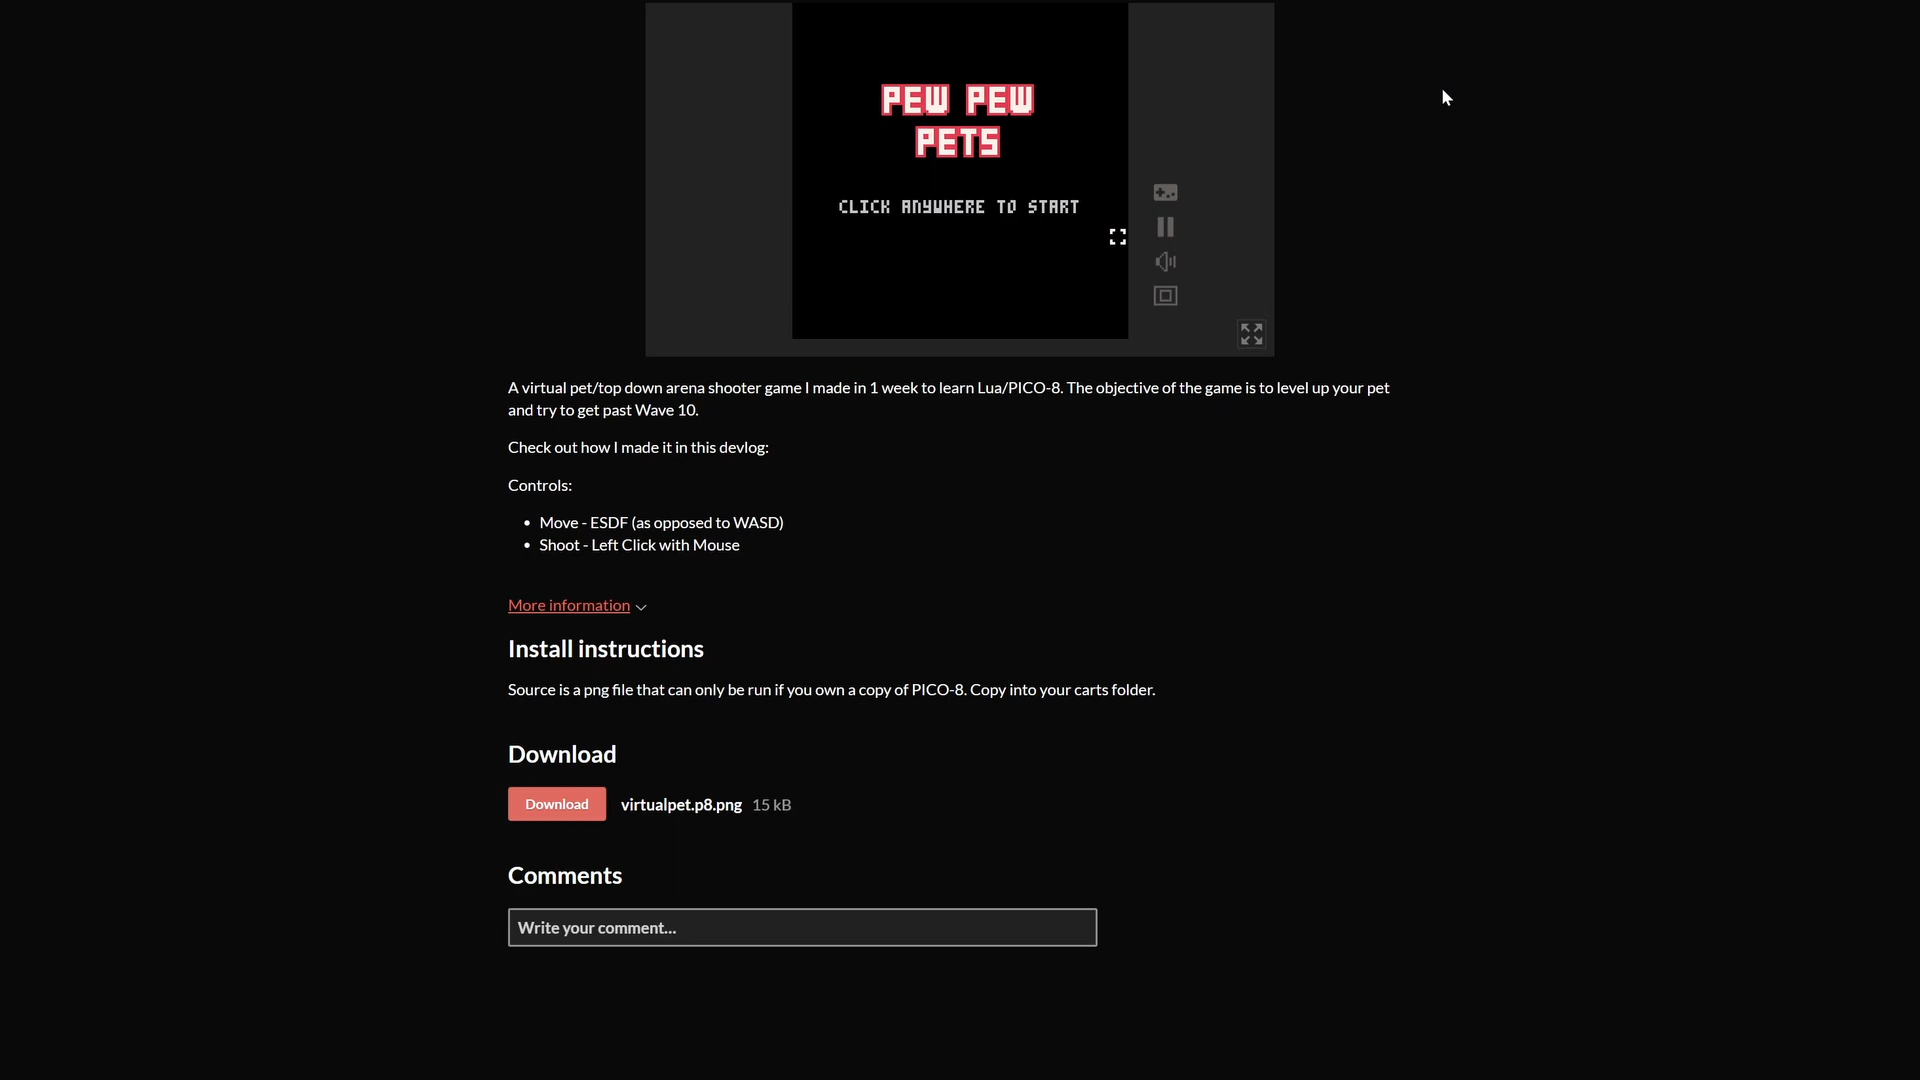 PEW PEW
PETS
CLICK ANYWHERE TO START
A virtual pet/top down arena shooter game I made in 1 week to learn Lua/PICO-8. The objective of the game is to level up your pet
and try to get past Wave 10.
Check out how I made it in this devlog:
Controls:
• Move - ESDF (as opposed to WASD)
• Shoot - Left Click with Mouse
More information
Install instructions
Source is a png file that can only be run if you own a copy of PICO-8. Copy into your carts folder.
Download
Download virtualpet.p8.png 15 kB
Comments
Write your comment...